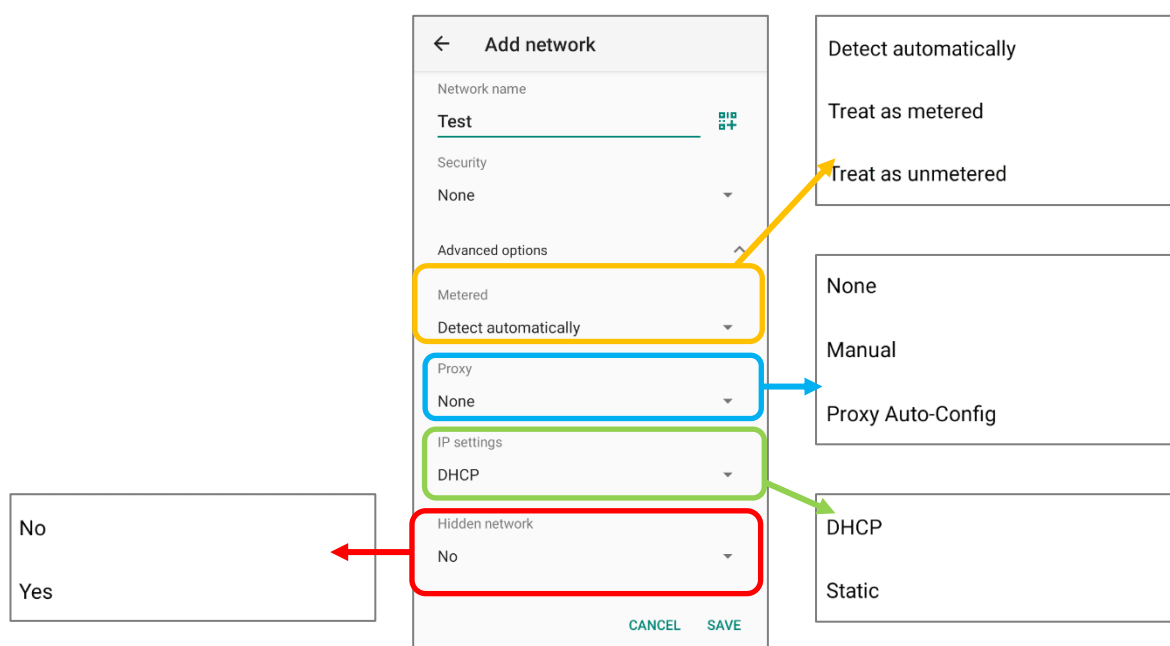 Add network
Network name
Test
Security
None
Advanced options
Metered
Detect automatically
Proxy
None
IP settings
DHCP
Hidden network
No
CANCEL SAVE
Detect automatically
Treat as metered
Treat as unmetered
None
Manual
Proxy Auto-Config
DHCP
Static
No
Yes